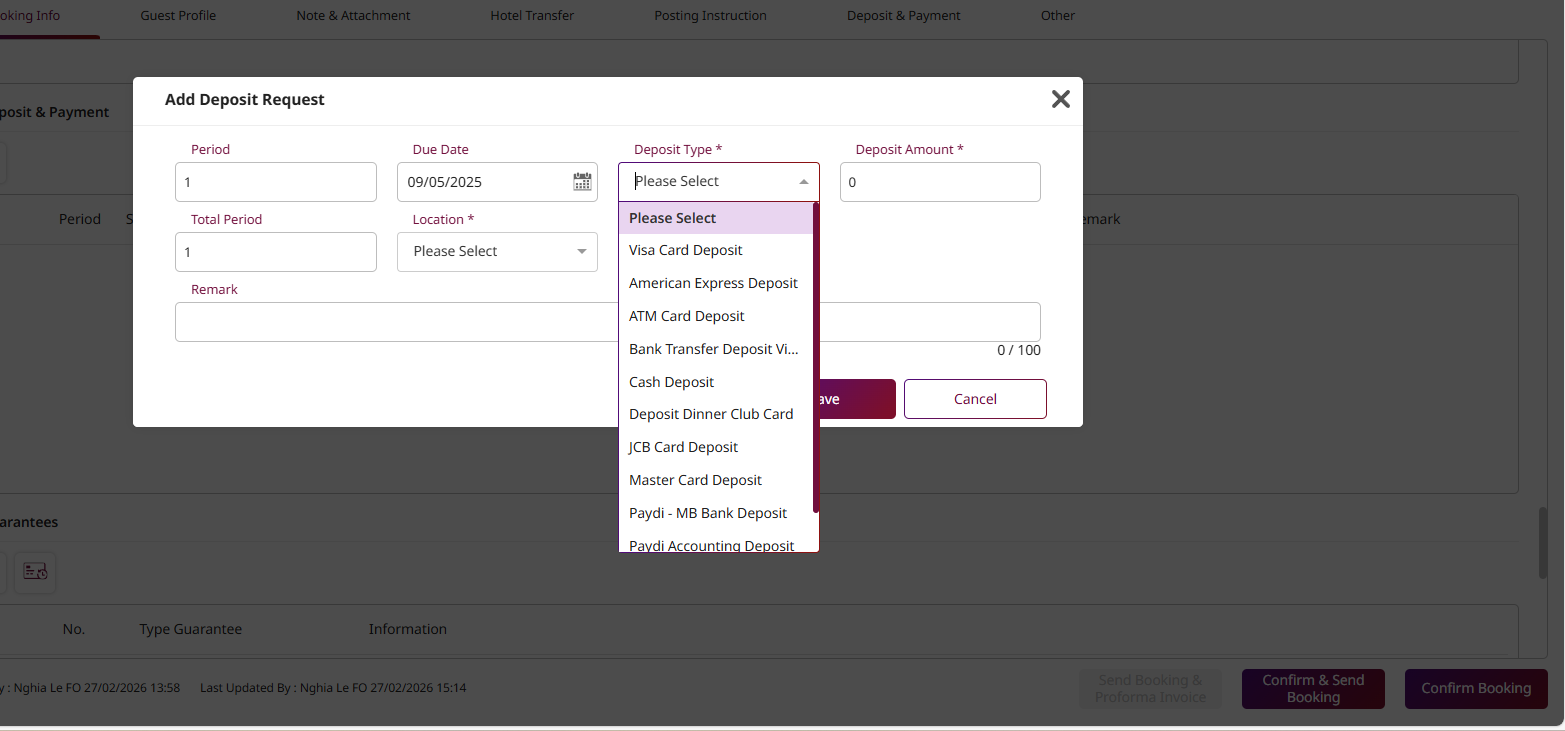 oking Info Guest Profile Note & Attachment Hotel Transfer Posting Instruction Deposit & Payment Other
posit & Payment
Add Deposit Request
Period Due Date Deposit Type * Deposit Amount *
1 09/05/2025 Please Select 0
Total Period Location *
1 Please Select
Remark
0 / 100
Please Select
Visa Card Deposit
American Express Deposit
ATM Card Deposit
Bank Transfer Deposit Vi...
Cash Deposit
Deposit Dinner Club Card
JCB Card Deposit
Master Card Deposit
Paydi - MB Bank Deposit
Paydi Accounting Deposit
ave Cancel
Period S emark
arantees
No. Type Guarantee Information
y : Nghia Le FO 27/02/2026 13:58 Last Updated By : Nghia Le FO 27/02/2026 15:14
Send Booking &
Proforma Invoice
Confirm & Send
Booking
Confirm Booking